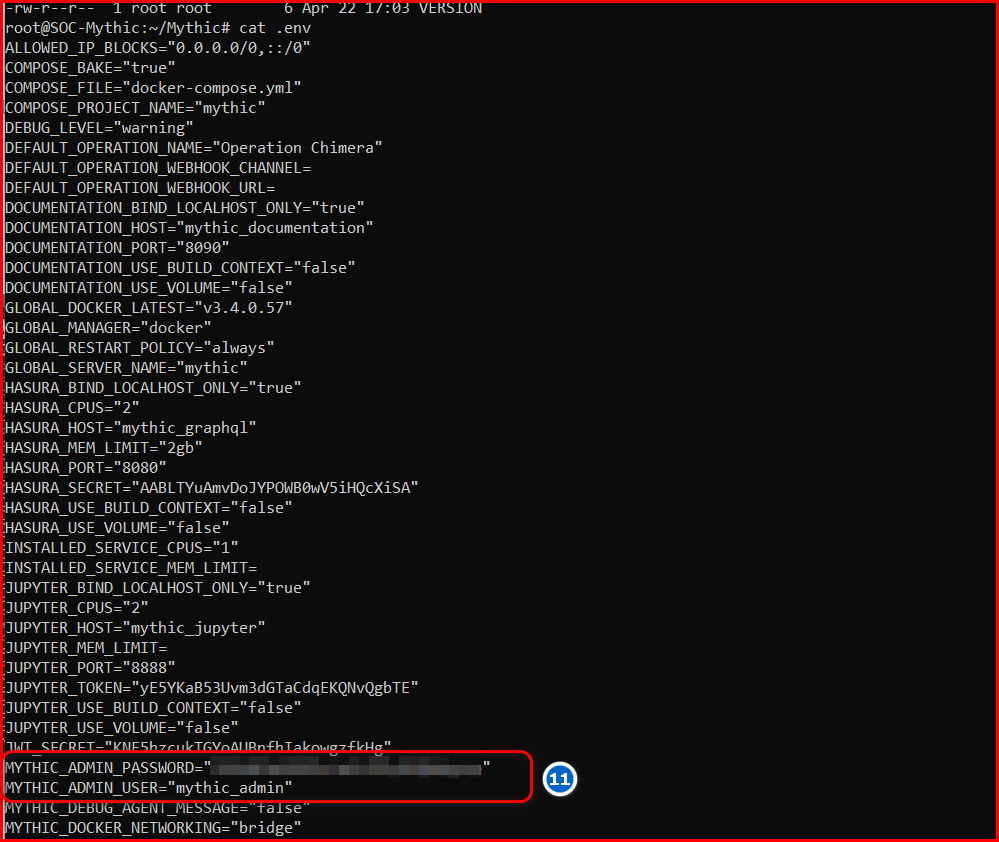 -rw-r--r--  1 root root        6 Apr 22 17:03 VERSION
root@SOC-Mythic:~/Mythic# cat .env
ALLOWED_IP_BLOCKS="0.0.0.0/0,::/0"
COMPOSE_BAKE="true"
COMPOSE_FILE="docker-compose.yml"
COMPOSE_PROJECT_NAME="mythic"
DEBUG_LEVEL="warning"
DEFAULT_OPERATION_NAME="Operation Chimera"
DEFAULT_OPERATION_WEBHOOK_CHANNEL=
DEFAULT_OPERATION_WEBHOOK_URL=
DOCUMENTATION_BIND_LOCALHOST_ONLY="true"
DOCUMENTATION_HOST="mythic_documentation"
DOCUMENTATION_PORT="8090"
DOCUMENTATION_USE_BUILD_CONTEXT="false"
DOCUMENTATION_USE_VOLUME="false"
GLOBAL_DOCKER_LATEST="v3.4.0.57"
GLOBAL_MANAGER="docker"
GLOBAL_RESTART_POLICY="always"
GLOBAL_SERVER_NAME="mythic"
HASURA_BIND_LOCALHOST_ONLY="true"
HASURA_CPUS="2"
HASURA_HOST="mythic_graphql"
HASURA_MEM_LIMIT="2gb"
HASURA_PORT="8080"
HASURA_SECRET="AABLTYuAmvDoJYPOWB0wV5iHQcXiSA"
HASURA_USE_BUILD_CONTEXT="false"
HASURA_USE_VOLUME="false"
INSTALLED_SERVICE_CPUS="1"
INSTALLED_SERVICE_MEM_LIMIT=
JUPYTER_BIND_LOCALHOST_ONLY="true"
JUPYTER_CPUS="2"
JUPYTER_HOST="mythic_jupyter"
JUPYTER_MEM_LIMIT=
JUPYTER_PORT="8888"
JUPYTER_TOKEN="yE5YKaB53Uvm3dGTaCdqEKQNvQgbTE"
JUPYTER_USE_BUILD_CONTEXT="false"
JUPYTER_USE_VOLUME="false"
MYTHIC_ADMIN_PASSWORD=" "
MYTHIC_ADMIN_USER="mythic_admin"
11
MYTHIC_DEBUG_AGENT_MESSAGE="false"
MYTHIC_DOCKER_NETWORKING="bridge"